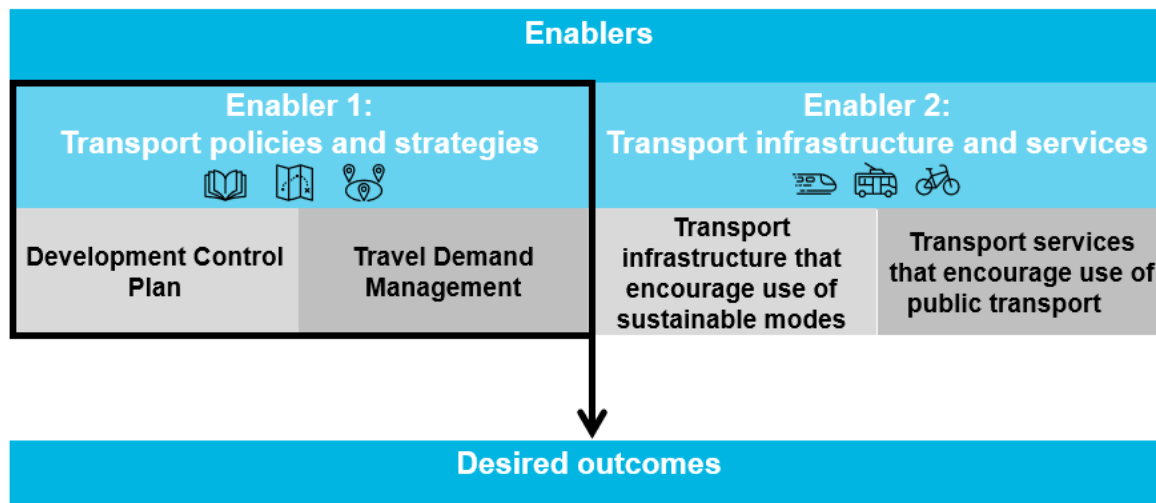 Enablers
Enabler 1:
Transport policies and strategies
Enabler 2:
Transport infrastructure and services
Development Control
Plan
Travel Demand
Management
Transport
infrastructure that
encourage use of
sustainable modes
Transport services
that encourage use of
public transport
Desired outcomes